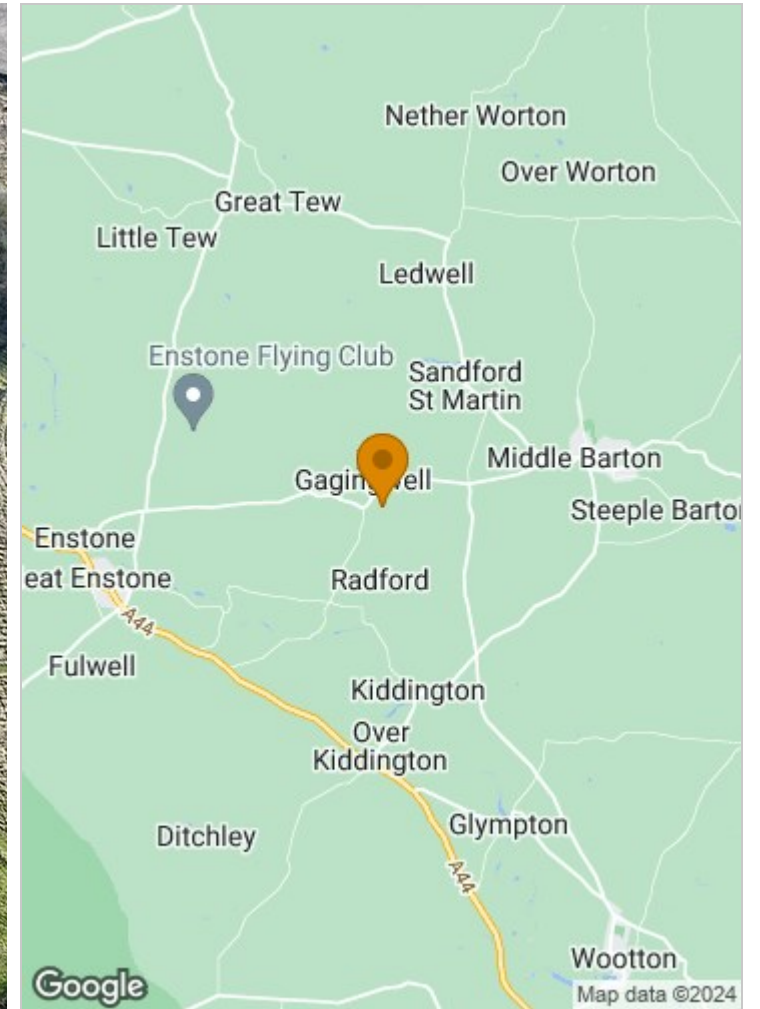 Nether Worton
Over Worton
Great Tew
Little Tew
Ledwell
Enstone Flying Club
Sandford
St Martin
Middle Barton
Gagingwell
Steeple Barto
Enstone
eat Enstone
Radford
A44
Fulwell
Kiddington
Over
Kiddington
Ditchley
Glympton
A44
Wootton
Google
Map data ©2024